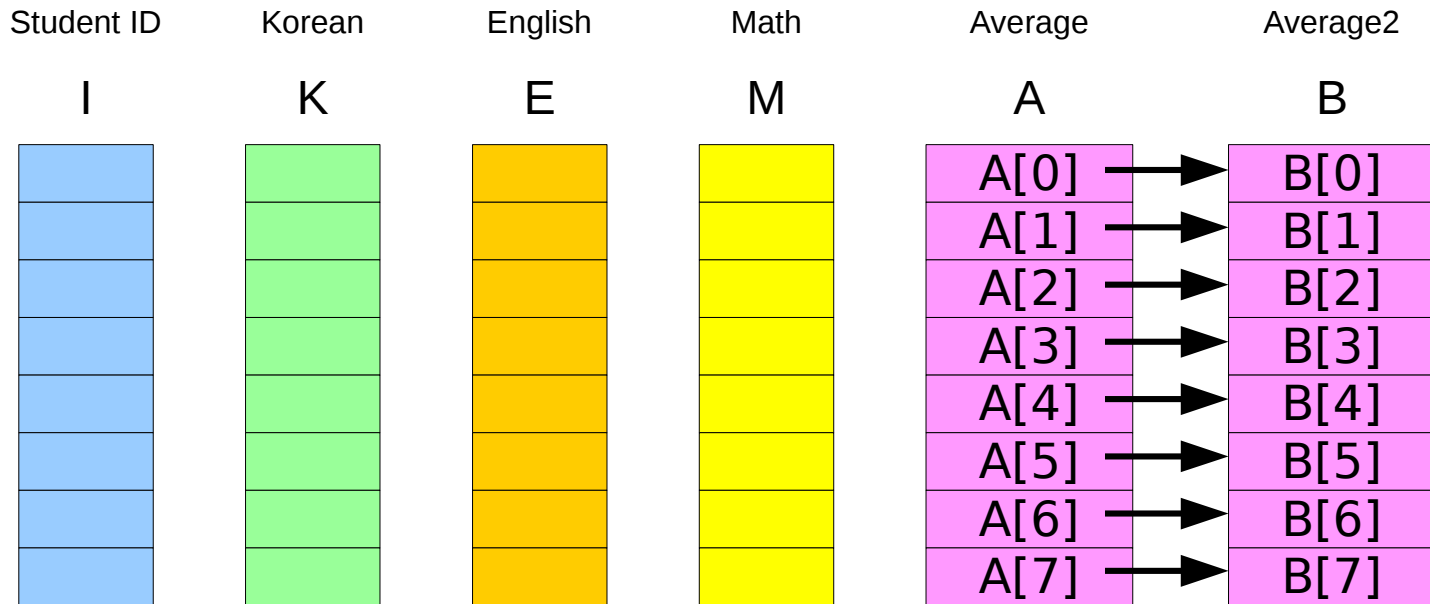 Student ID Korean English Math Average Average2
I K E M A B
A[0] B[0]
A[1] B[1]
A[2] B[2]
A[3] B[3]
A[4] B[4]
A[5] B[5]
A[6] B[6]
A[7] B[7]